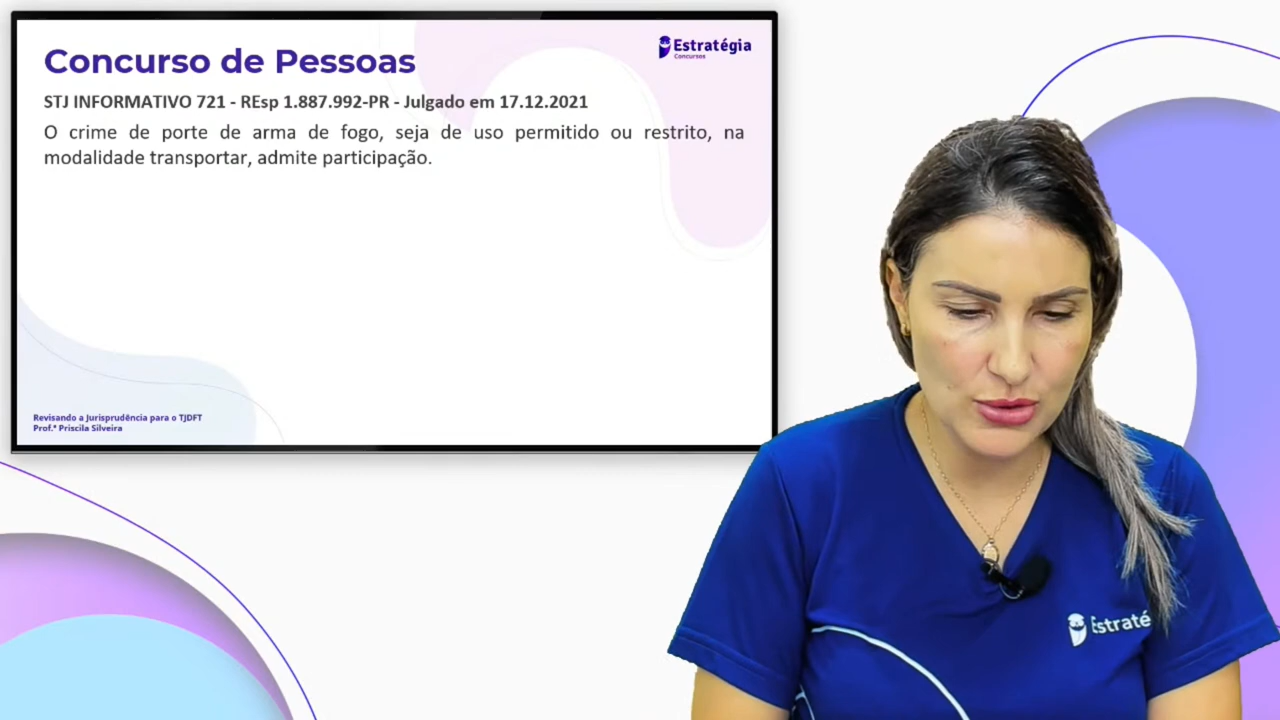 Concurso de Pessoas
Estratégia
Concursos
STJ INFORMATIVO 721 - REsp 1.887.992-PR - Julgado em 17.12.2021
O crime de porte de arma de fogo, seja de uso permitido ou restrito, na
modalidade transportar, admite participação.
Revisando a Jurisprudência para o TJDFT
Prof.ª Priscila Silveira
Estraté